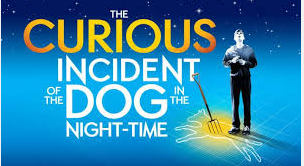 THE
CURIOUS
INCIDENT
OF THE DOG IN THE
NIGHT-TIME